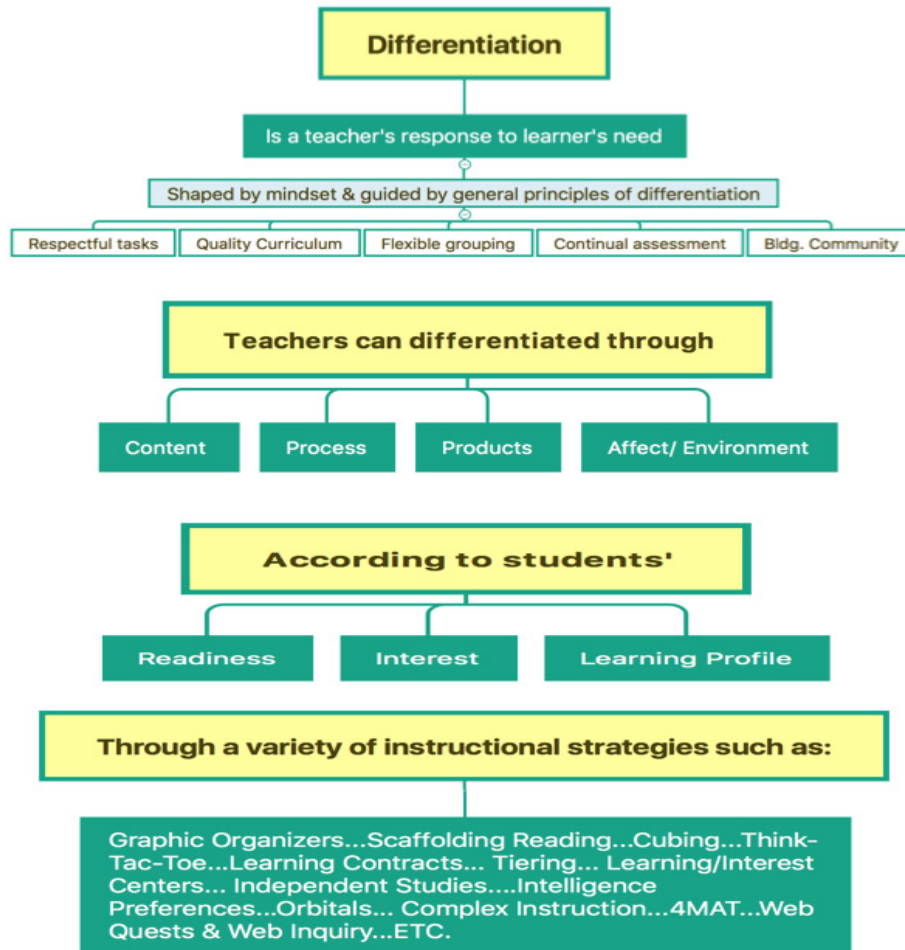 Differentiation
Is a teacher's response to learner's need
Shaped by mindset & guided by general principles of differentiation
Respectful tasks
Quality Curriculum
Flexible grouping
Continual assessment
Bldg. Community
Teachers can differentiated through
Content
Process
Products
Affect/ Environment
According to students'
Readiness
Interest
Learning Profile
Through a variety of instructional strategies such as:
Graphic Organizers...Scaffolding Reading...Cubing...Think-
Tac-Toe...Learning Contracts... Tiering... Learning/Interest
Centers... Independent Studies....Intelligence
Preferences...Orbitals... Complex Instruction...4MAT...Web
Quests & Web Inquiry...ETC.